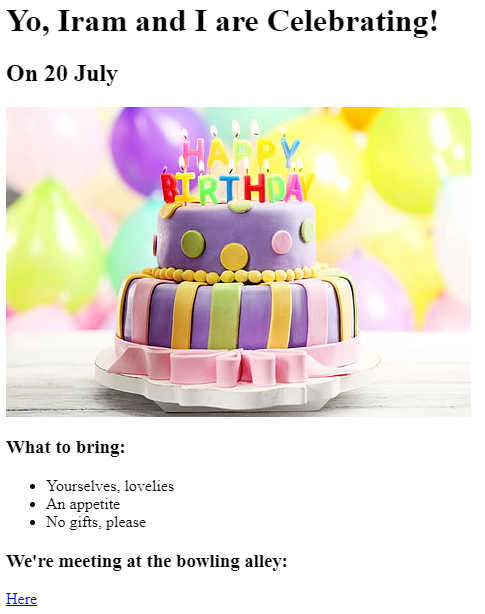 Yo, Iram and I are Celebrating!
On 20 July
HAPPY
BIRTHDAY
What to bring:
Yourselves, lovelies
An appetite
No gifts, please
We're meeting at the bowling alley:
Here